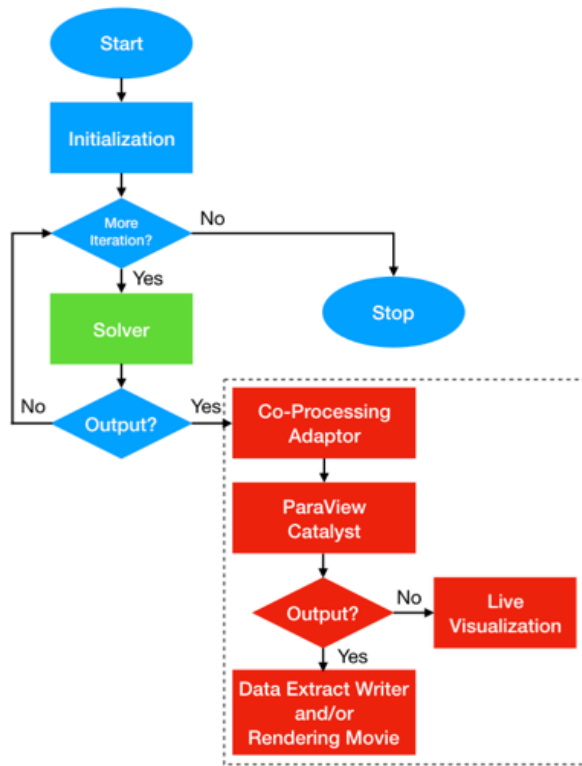 Start
Initialization
More
Iteration?
No
Yes
Solver
Stop
No
Output?
Yes
Co-Processing
Adaptor
ParaView
Catalyst
Output?
No
Live
Visualization
Yes
Data Extract Writer
and/or
Rendering Movie